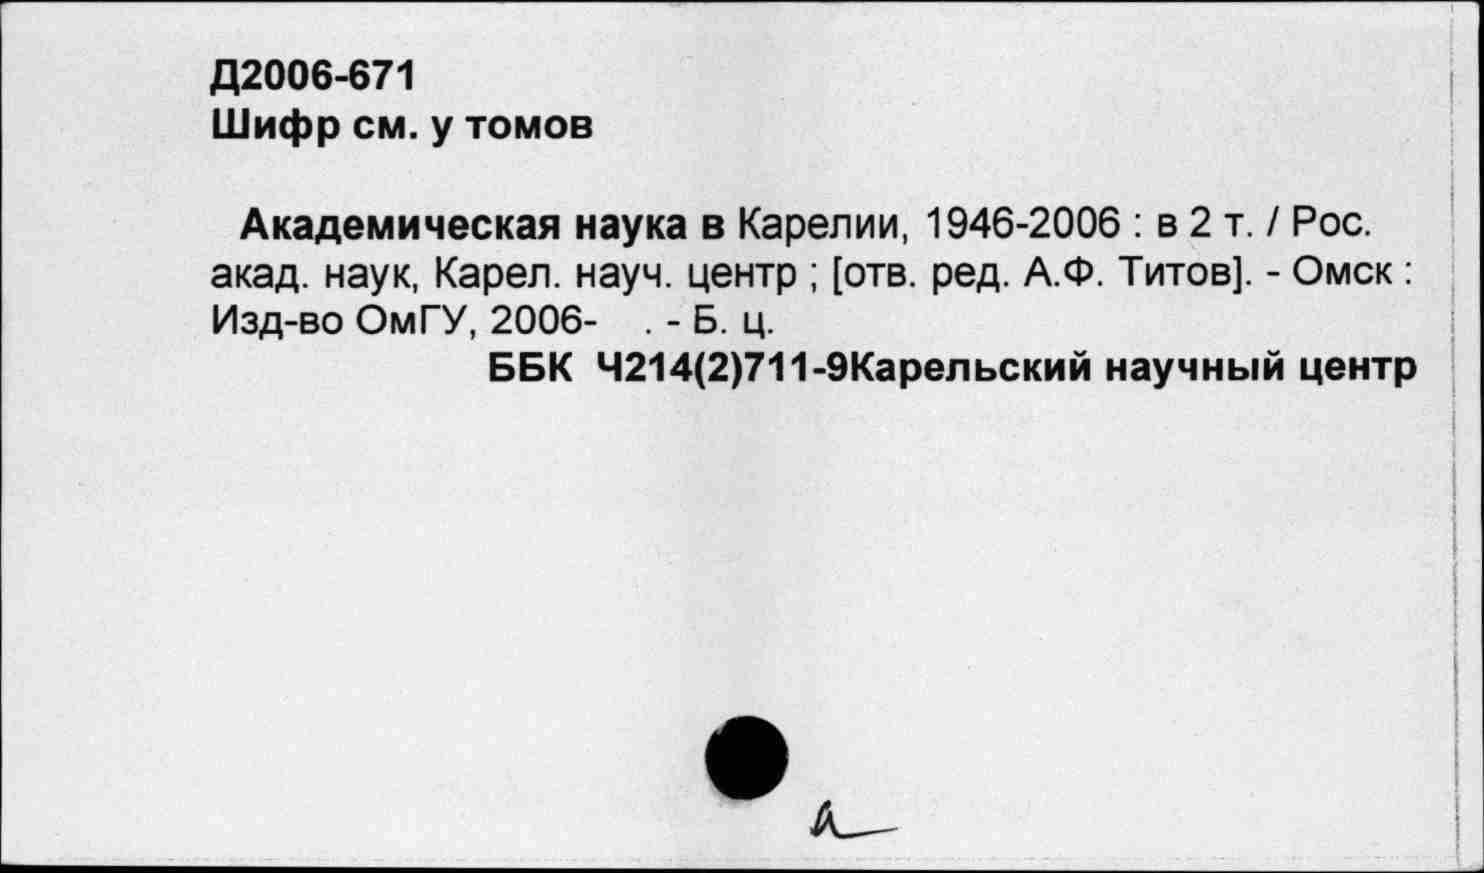 Д2006-671
Шифр см. у томов
Академическая наука в Карелии, 1946-2006 : в 2 т. / Рос.
акад. наук, Карел. науч. центр ; [отв. ред. А.Ф. Титов]. - Омск :
Изд-во ОмГУ, 2006- . - Б. ц.
ББК Ч214(2)711-9Карельский научный центр